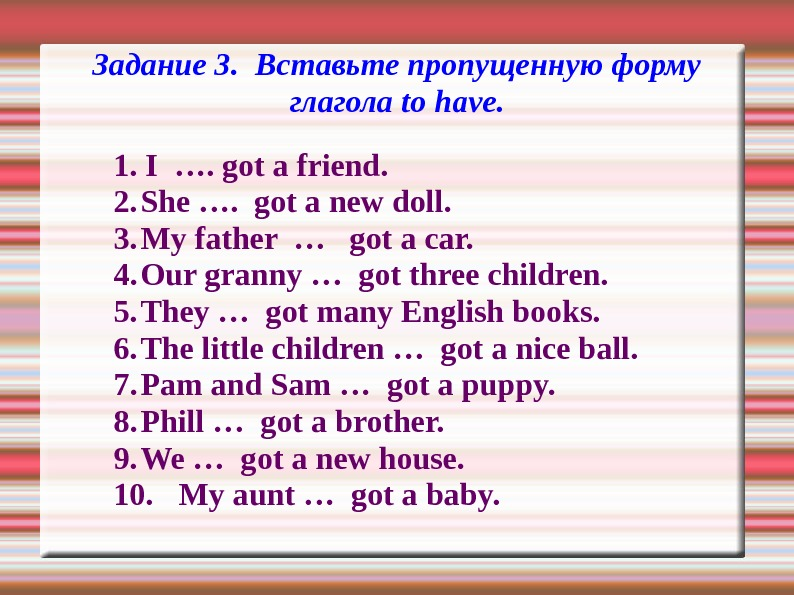 Задание 3.  Вставьте пропущенную форму
глагола to have.
1. I  …. got a friend.
2. She ….  got a new doll.
3. My father  …   got a car.
4. Our granny …  got three children.
5. They …  got many English books.
6. The little children …  got a nice ball.
7. Pam and Sam …  got a puppy.
8. Phill …  got a brother.
9. We …  got a new house.
10.   My aunt …  got a baby.